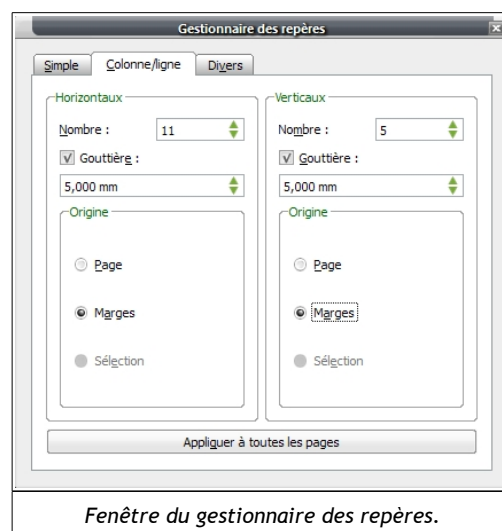 Gestionnaire des repères
Simple Colonne/ligne Divers
Horizontaux
Nombre : 11
Gouttière :
5,000 mm
Origine
Page
Marges
Sélection
Verticaux
Nombre : 5
Gouttière :
5,000 mm
Origine
Page
Marges
Sélection
Appliquer à toutes les pages
Fenêtre du gestionnaire des repères.